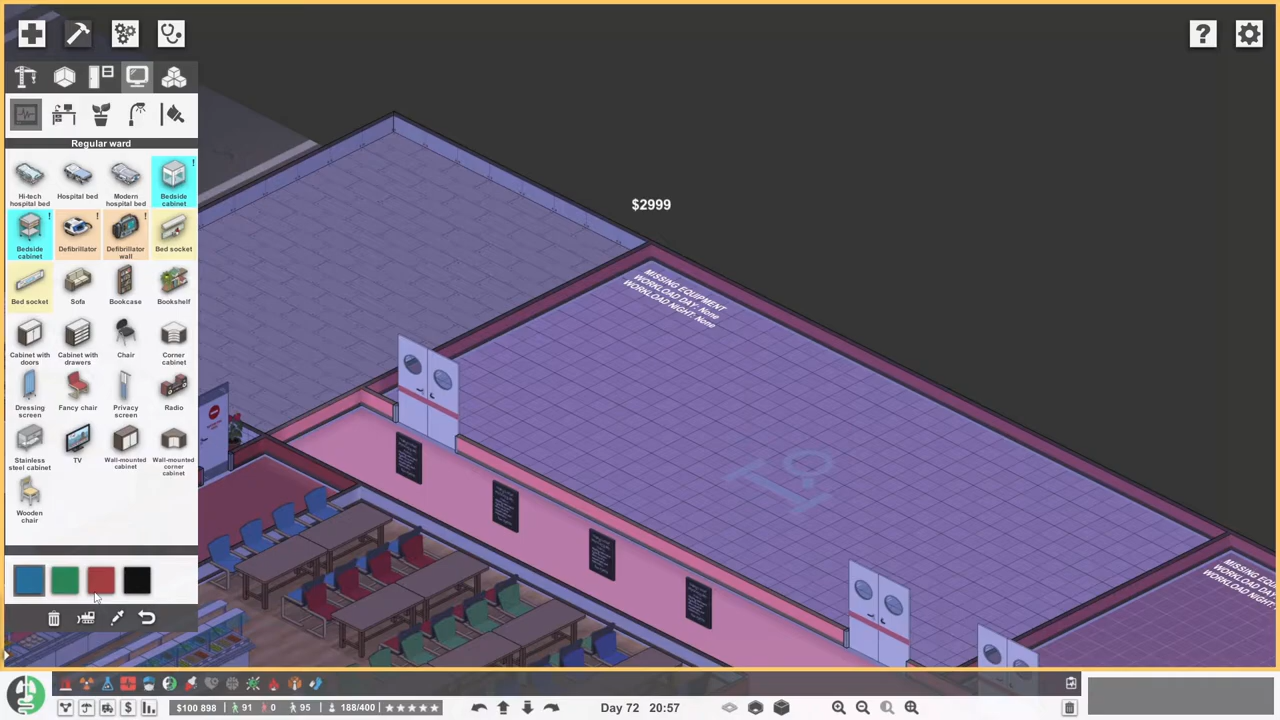 ?
Regular ward
Hi-tech hospital bed
Hospital bed
Modern hospital bed
! Bedside cabinet
! Bedside cabinet
! Defibrillator
! Defibrillator wall
Bed socket
Bed socket
Sofa
Bookcase
Bookshelf
Cabinet with doors
Cabinet with drawers
Chair
Corner cabinet
Dressing screen
Fancy chair
Privacy screen
Radio
Stainless steel cabinet
TV
Wall-mounted cabinet
Wall-mounted corner cabinet
Wooden chair
$2999
MISSING EQUIPMENT
WORKLOAD DAY: None
WORKLOAD NIGHT: None
MISSING EQUIPMENT
WORKLOAD DAY: None
WORKLOAD NIGHT:
$100 898
91
0
95
188/400
Day 72 20:57